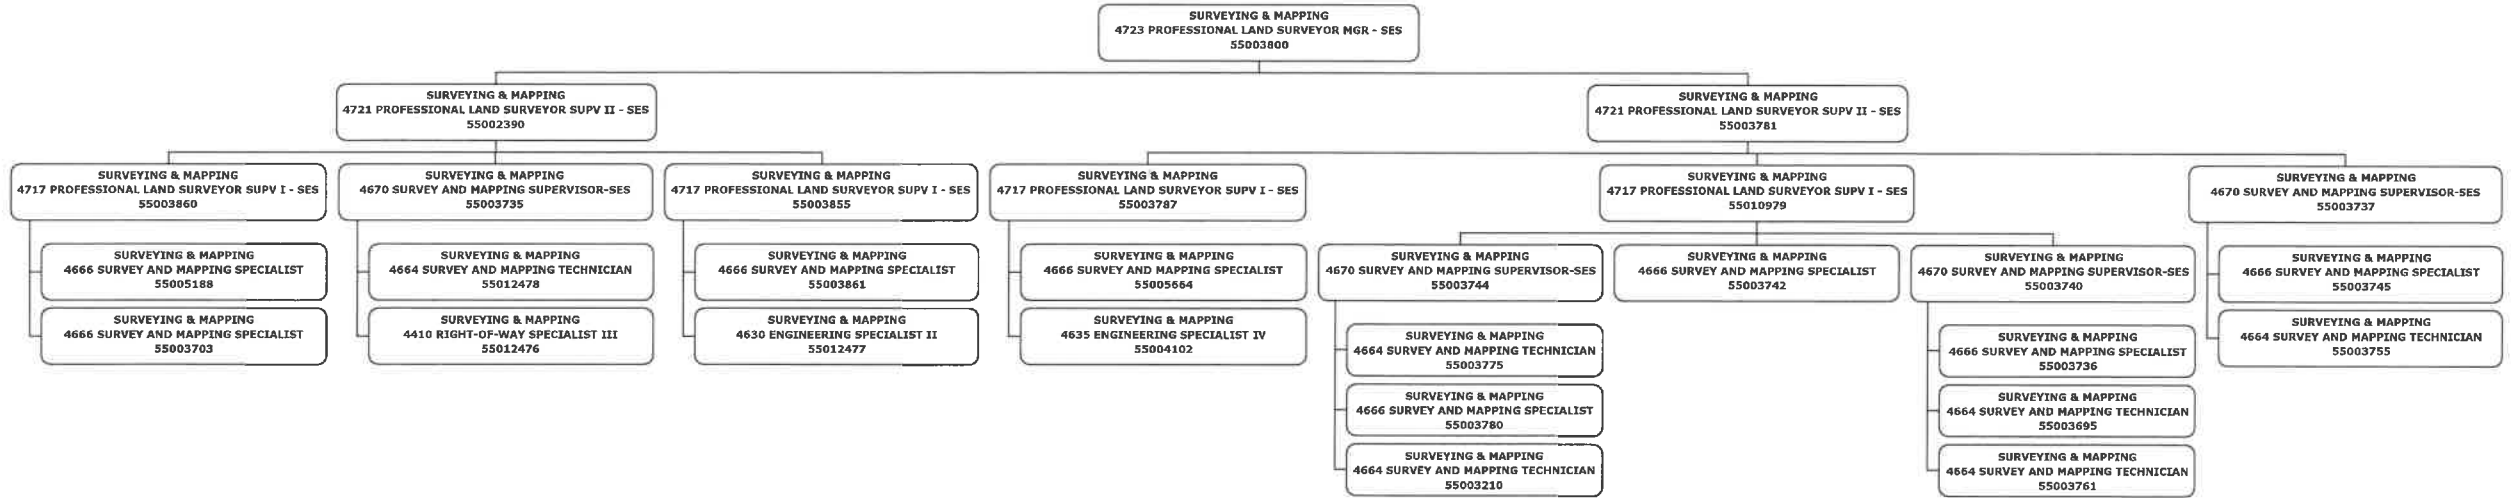 SURVEYING & MAPPING
4723 PROFESSIONAL LAND SURVEYOR MGR - SES
55003800
SURVEYING & MAPPING
4721 PROFESSIONAL LAND SURVEYOR SUPV II - SES
55002390
SURVEYING & MAPPING
4721 PROFESSIONAL LAND SURVEYOR SUPV II - SES
55003781
SURVEYING & MAPPING
4717 PROFESSIONAL LAND SURVEYOR SUPV I - SES
55003860
SURVEYING & MAPPING
4670 SURVEY AND MAPPING SUPERVISOR-SES
55003735
SURVEYING & MAPPING
4717 PROFESSIONAL LAND SURVEYOR SUPV I - SES
55003855
SURVEYING & MAPPING
4717 PROFESSIONAL LAND SURVEYOR SUPV I - SES
55003787
SURVEYING & MAPPING
4717 PROFESSIONAL LAND SURVEYOR SUPV I - SES
55010979
SURVEYING & MAPPING
4670 SURVEY AND MAPPING SUPERVISOR-SES
55003737
SURVEYING & MAPPING
4666 SURVEY AND MAPPING SPECIALIST
55005188
SURVEYING & MAPPING
4664 SURVEY AND MAPPING TECHNICIAN
55012478
SURVEYING & MAPPING
4666 SURVEY AND MAPPING SPECIALIST
55003861
SURVEYING & MAPPING
4666 SURVEY AND MAPPING SPECIALIST
55005664
SURVEYING & MAPPING
4670 SURVEY AND MAPPING SUPERVISOR-SES
55003744
SURVEYING & MAPPING
4666 SURVEY AND MAPPING SPECIALIST
55003742
SURVEYING & MAPPING
4670 SURVEY AND MAPPING SUPERVISOR-SES
55003740
SURVEYING & MAPPING
4666 SURVEY AND MAPPING SPECIALIST
55003745
SURVEYING & MAPPING
4666 SURVEY AND MAPPING SPECIALIST
55003703
SURVEYING & MAPPING
4410 RIGHT-OF-WAY SPECIALIST III
55012476
SURVEYING & MAPPING
4630 ENGINEERING SPECIALIST II
55012477
SURVEYING & MAPPING
4635 ENGINEERING SPECIALIST IV
55004102
SURVEYING & MAPPING
4664 SURVEY AND MAPPING TECHNICIAN
55003775
SURVEYING & MAPPING
4666 SURVEY AND MAPPING SPECIALIST
55003736
SURVEYING & MAPPING
4664 SURVEY AND MAPPING TECHNICIAN
55003755
SURVEYING & MAPPING
4666 SURVEY AND MAPPING SPECIALIST
55003780
SURVEYING & MAPPING
4664 SURVEY AND MAPPING TECHNICIAN
55003695
SURVEYING & MAPPING
4664 SURVEY AND MAPPING TECHNICIAN
55003210
SURVEYING & MAPPING
4664 SURVEY AND MAPPING TECHNICIAN
55003761